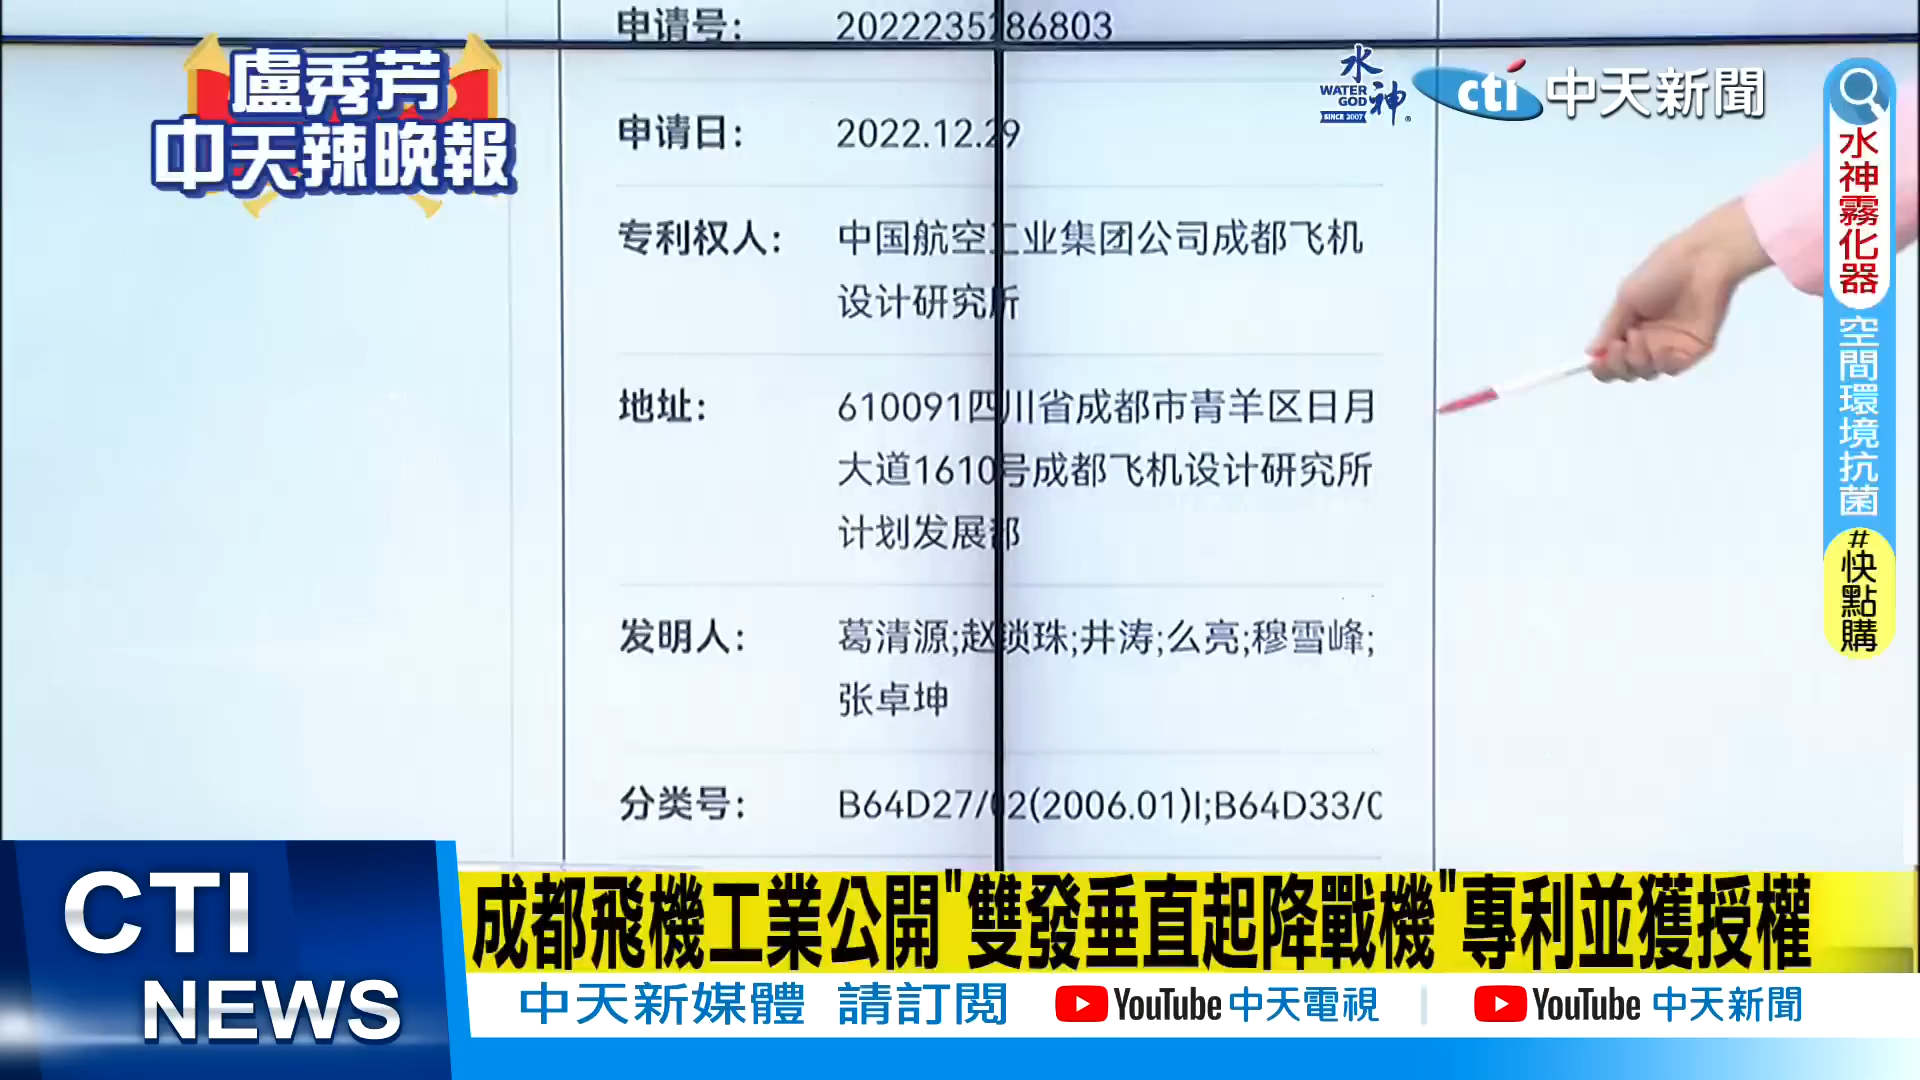 申请号： 2022235286803
申请日： 2022.12.29
专利权人： 中国航空工业集团公司成都飞机
设计研究所
地址： 610091四川省成都市青羊区日月
大道1610号成都飞机设计研究所
计划发展部
发明人： 葛清源;赵锁珠;井涛;么亮;穆雪峰;
张卓坤
分类号： B64D27/02(2006.01)I;B64D33/0
盧秀芳
中天辣晚報
水神
WATER
GOD
SINCE 2007
cti 中天新聞
水神霧化器
空間環境抗菌
#快點購
CTI
NEWS
成都飛機工業公開"雙發垂直起降戰機"專利並獲授權
中天新媒體 請訂閱 YouTube 中天電視 | YouTube 中天新聞